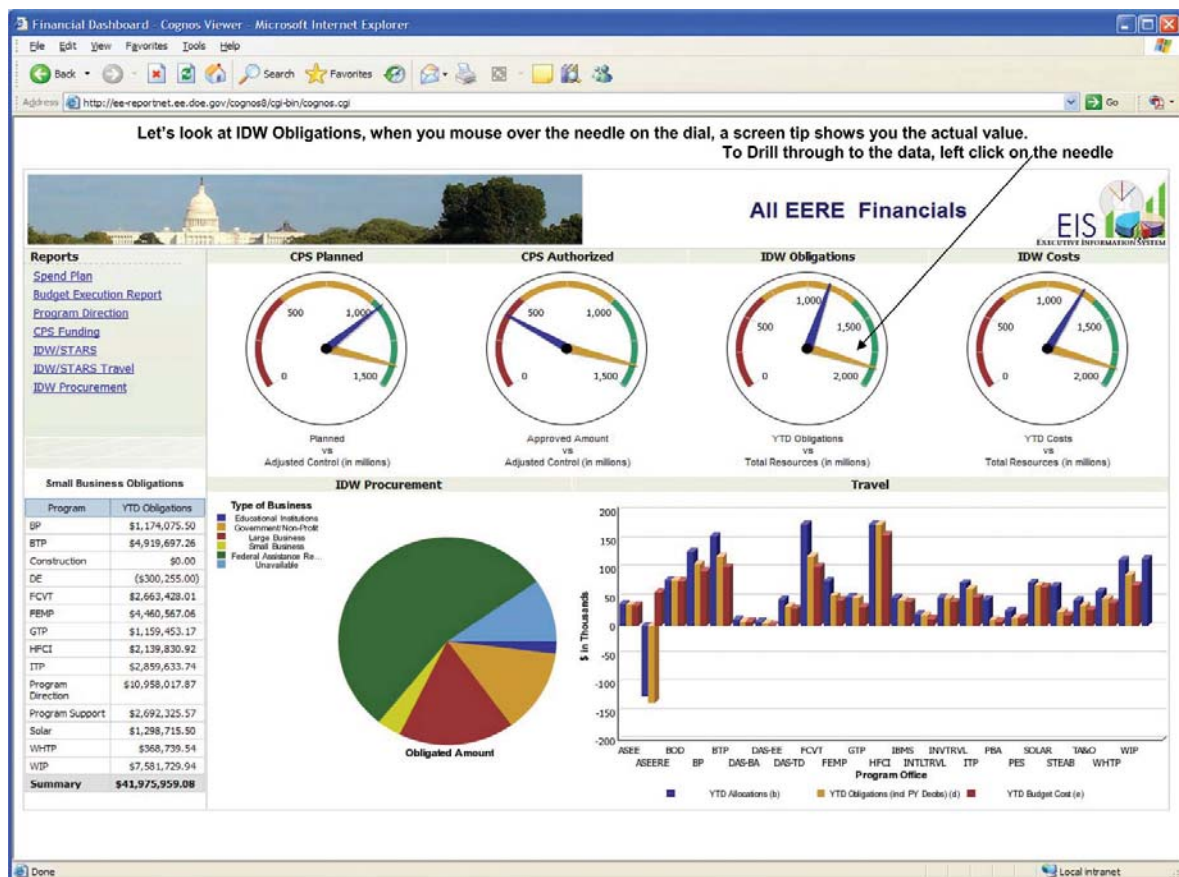 Financial Dashboard - Cognos Viewer - Microsoft Internet Explorer
File Edit View Favorites Tools Help
Back Search Favorites
Address http://ee-reportnet.ee.doe.gov/cognos8/cgi-bin/cognos.cgi Go
Let's look at IDW Obligations, when you mouse over the needle on the dial, a screen tip shows you the actual value.
To Drill through to the data, left click on the needle
All EERE Financials
EIS
EXECUTIVE INFORMATION SYSTEM
Reports
Spend Plan
Budget Execution Report
Program Direction
CPS Funding
IDW/STARS
IDW/STARS Travel
IDW Procurement
CPS Planned
0 500 1,000 1,500
Planned
vs
Adjusted Control (in millions)
CPS Authorized
0 500 1,000 1,500
Approved Amount
vs
Adjusted Control (in millions)
IDW Obligations
0 500 1,000 1,500 2,000
YTD Obligations
vs
Total Resources (in millions)
IDW Costs
0 500 1,000 1,500 2,000
YTD Costs
vs
Total Resources (in millions)
Small Business Obligations
Program YTD Obligations
BP $1,174,075.50
BTP $4,919,697.26
Construction $0.00
DE ($300,255.00)
FCVT $2,663,428.01
FEMP $4,460,567.06
GTP $1,159,453.17
HFCI $2,139,830.92
ITP $2,859,633.74
Program
Direction $10,958,017.87
Program Support $2,692,325.57
Solar $1,298,715.50
WHTP $368,739.54
WIP $7,581,729.94
Summary $41,975,959.08
IDW Procurement
Type of Business
Educational Institutions
Government/Non-Profit
Large Business
Small Business
Federal Assistance Re...
Unavailable
Obligated Amount
Travel
$ in Thousands
200
150
100
50
0
-50
-100
-150
-200
ASEE BOD BTP DAS-EE FCVT GTP IBMS INVTRVL PBA SOLAR TA&O WIP
ASEERE BP DAS-BA DAS-TD FEMP HFCI INTLTRVL ITP PES STEAB WHTP
Program Office
YTD Allocations (b) YTD Obligations (incl PY Deobs) (d) YTD Budget Cost (e)
Done Local intranet